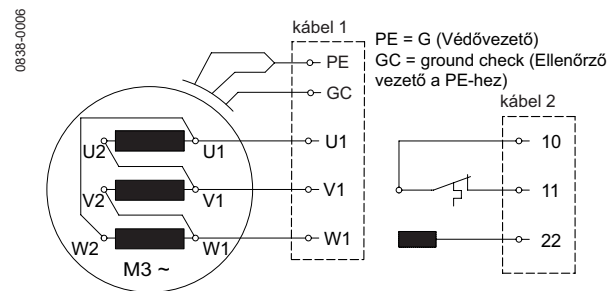 0838-0006
kábel 1
PE = G (Védővezető)
GC = ground check (Ellenőrző
vezető a PE-hez)
kábel 2
PE
GC
U2
U1
U1
10
V2
V1
V1
11
W2
W1
W1
22
M3 ~